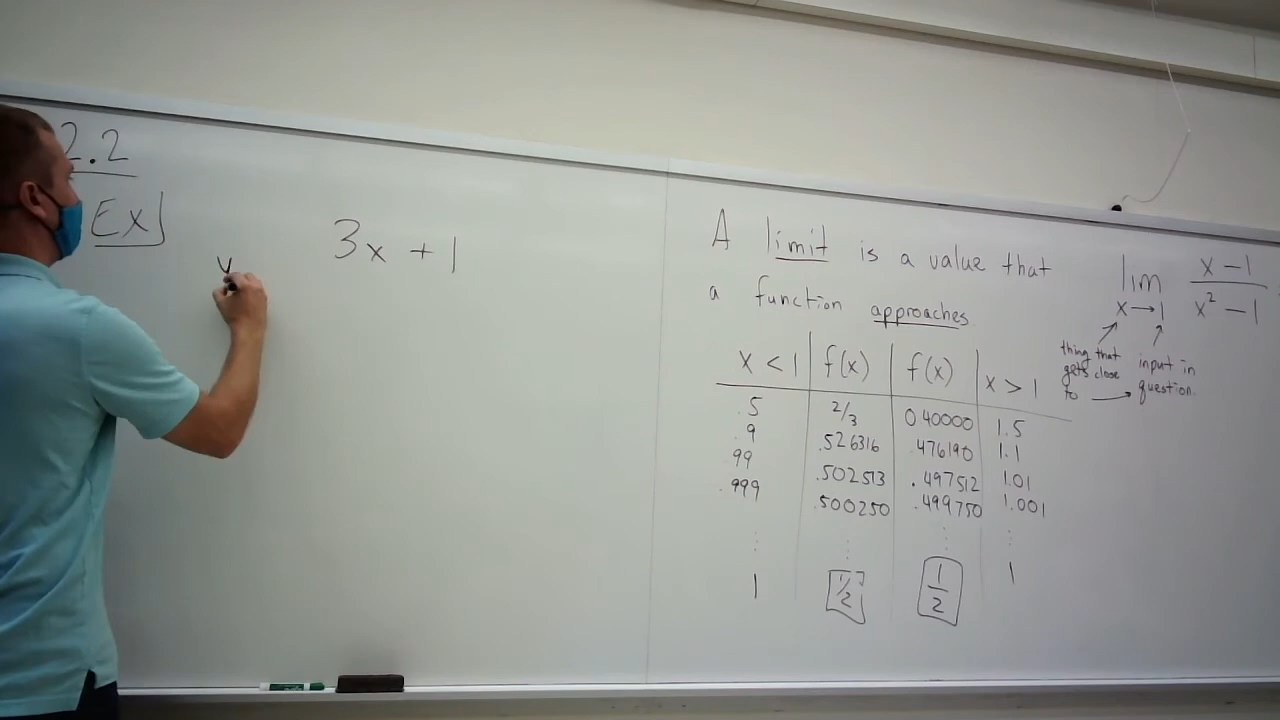 2.2
Ex
3x + 1
A limit is a value that
a function approaches.
x < 1 f(x) f(x) x > 1
.5 2/3 0.40000 1.5
.9 .526316 .476190 1.1
.99 .502513 .497512 1.01
.999 .500250 .499750 1.001
⋮ ⋮ ⋮ ⋮
1 1/2 1/2 1
lim x→1 (x - 1)/(x² - 1)
thing that
gets close
to →
input in
question.